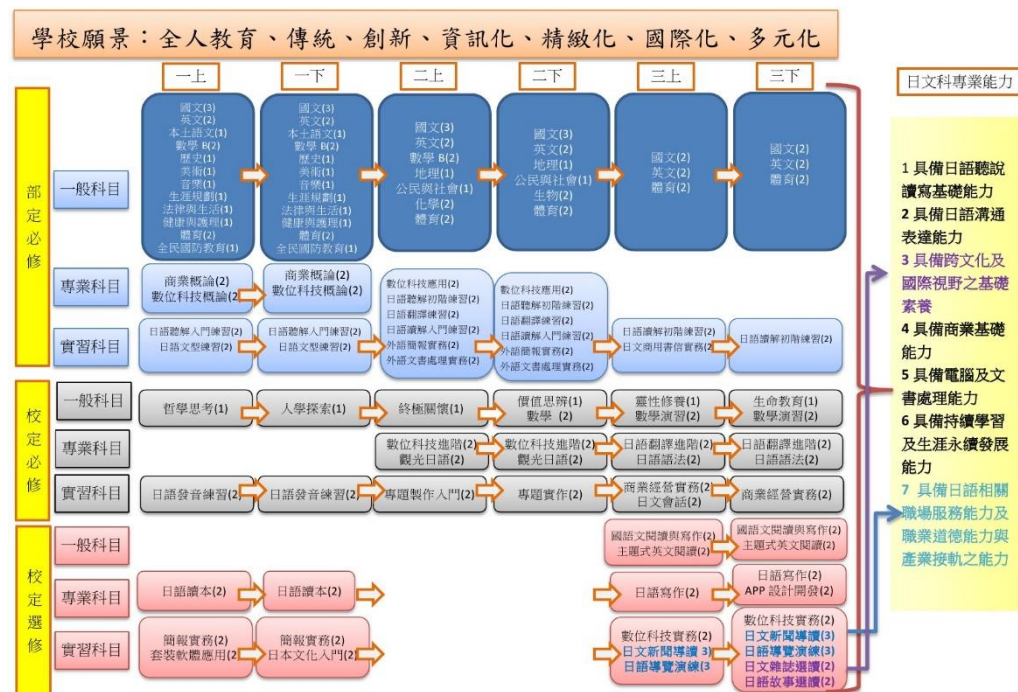 學校願景：全人教育、傳統、創新、資訊化、精緻化、國際化、多元化
一上
一下
二上
二下
三上
三下
日文科專業能力
部定必修
一般科目
國文(3)
英文(2)
本土語文(1)
數學 B(2)
歷史(1)
美術(1)
音樂(1)
生涯規劃(1)
法律與生活(1)
健康與護理(1)
體育(2)
全民國防教育(1)
國文(3)
英文(2)
本土語文(1)
數學 B(2)
歷史(1)
美術(1)
音樂(1)
生涯規劃(1)
法律與生活(1)
健康與護理(1)
體育(2)
全民國防教育(1)
國文(3)
英文(2)
數學 B(2)
地理(1)
公民與社會(1)
化學(2)
體育(2)
國文(3)
英文(2)
地理(1)
公民與社會(1)
生物(2)
體育(2)
國文(2)
英文(2)
體育(2)
國文(2)
英文(2)
體育(2)
專業科目
商業概論(2)
數位科技概論(2)
商業概論(2)
數位科技概論(2)
數位科技應用(2)
日語聽解初階練習(2)
日語翻譯練習(2)
日語讀解入門練習(2)
外語簡報實務(2)
外語文書處理實務(2)
數位科技應用(2)
日語聽解初階練習(2)
日語翻譯練習(2)
日語讀解入門練習(2)
外語簡報實務(2)
外語文書處理實務(2)
實習科目
日語聽解入門練習(2)
日語文型練習(2)
日語聽解入門練習(2)
日語文型練習(2)
日語讀解初階練習(2)
日文商用書信實務(2)
日語讀解初階練習(2)
校定必修
一般科目
哲學思考(1)
人學探索(1)
終極關懷(1)
價值思辨(1)
數學 (2)
靈性修養(1)
數學演習(2)
生命教育(1)
數學演習(2)
專業科目
數位科技進階(2)
觀光日語(2)
數位科技進階(2)
觀光日語(2)
日語翻譯進階(2)
日語語法(2)
日語翻譯進階(2)
日語語法(2)
實習科目
日語發音練習(2)
日語發音練習(2)
專題製作入門(2)
專題實作(2)
商業經營實務(2)
日文會話(2)
商業經營實務(2)
校定選修
一般科目
國語文閱讀與寫作(2)
主題式英文閱讀(2)
國語文閱讀與寫作(2)
主題式英文閱讀(2)
專業科目
日語讀本(2)
日語讀本(2)
日語寫作(2)
日語寫作(2)
APP 設計開發(2)
實習科目
簡報實務(2)
套裝軟體應用(2)
簡報實務(2)
日本文化入門(2)
數位科技實務(2)
日文新聞導讀 3)
日語導覽演練(3
數位科技實務(2)
日文新聞導讀(3)
日語導覽演練(3)
日文雜誌選讀(2)
日語故事選讀(2)
1 具備日語聽說
讀寫基礎能力
2 具備日語溝通
表達能力
3 具備跨文化及
國際視野之基礎
素養
4 具備商業基礎
能力
5 具備電腦及文
書處理能力
6 具備持續學習
及生涯永續發展
能力
7 具備日語相關
職場服務能力及
職業道德能力與
產業接軌之能力